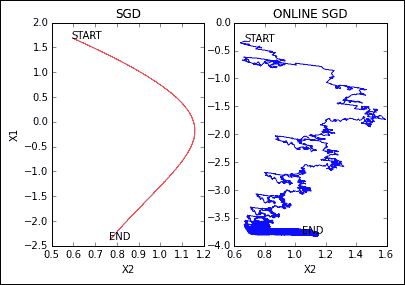 SGD
ONLINE SGD
2.0
1.5
1.0
0.5
0.0
−0.5
−1.0
−1.5
−2.0
−2.5
X1
START
END
0.5 0.6 0.7 0.8 0.9 1.0 1.1 1.2
X2
0.0
−0.5
−1.0
−1.5
−2.0
−2.5
−3.0
−3.5
−4.0
START
END
0.6 0.8 1.0 1.2 1.4 1.6
X2